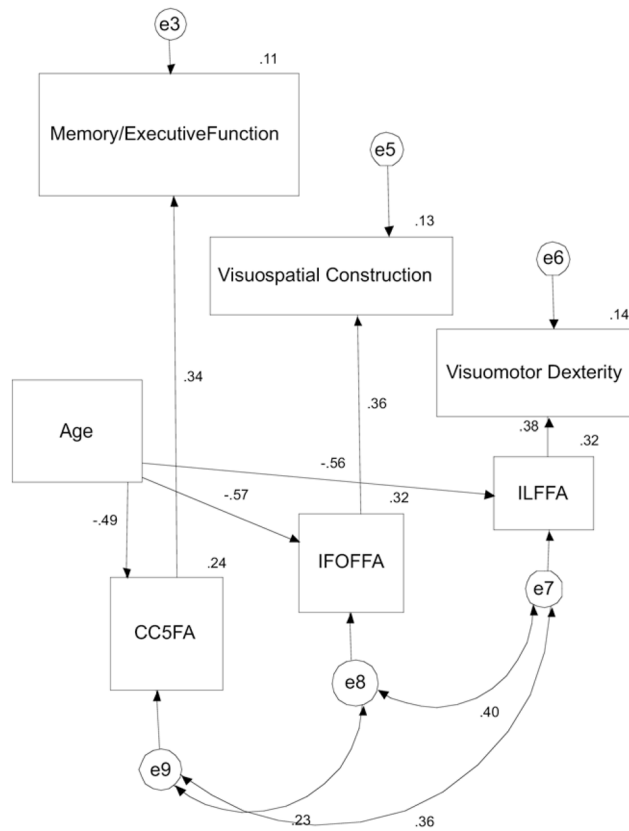 e3
.11
Memory/ExecutiveFunction
e5
.13
Visuospatial Construction
e6
.14
Visuomotor Dexterity
.34
.36
Age
.38
.32
-.56
ILFFA
-.57
.32
-.49
IFOFFA
.24
e7
CC5FA
e8
.40
e9
.23
.36